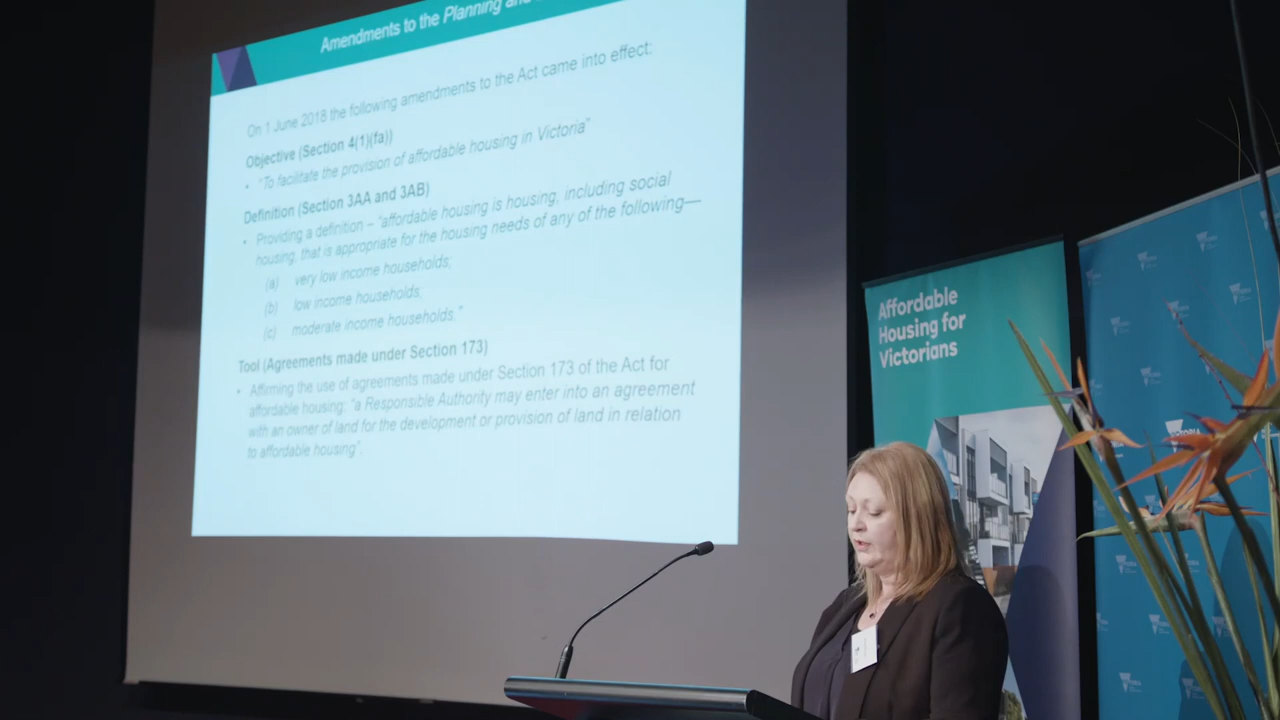 Amendments to the Planning and
On 1 June 2018 the following amendments to the Act came into effect:
Objective (Section 4(1)(fa))
• "To facilitate the provision of affordable housing in Victoria"
Definition (Section 3AA and 3AB)
• Providing a definition – "affordable housing is housing, including social
housing, that is appropriate for the housing needs of any of the following—
(a) very low income households;
(b) low income households;
(c) moderate income households."
Tool (Agreements made under Section 173)
• Affirming the use of agreements made under Section 173 of the Act for
affordable housing: "a Responsible Authority may enter into an agreement
with an owner of land for the development or provision of land in relation
to affordable housing".
Affordable
Housing for
Victorians